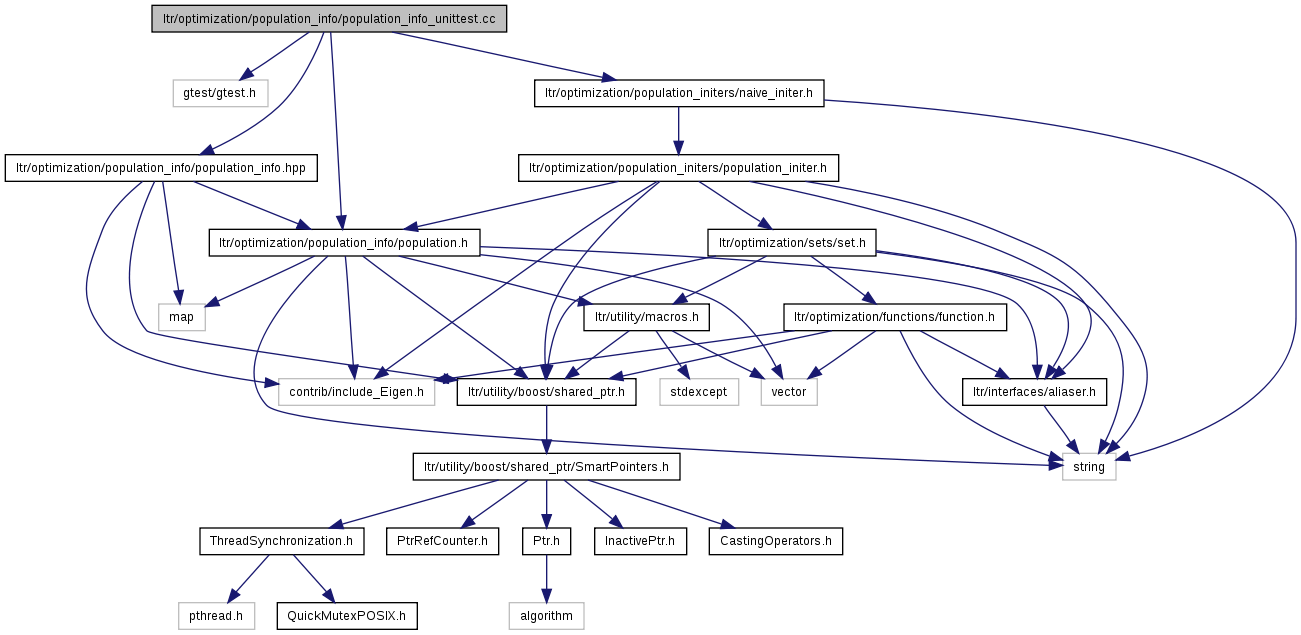 ltr/optimization/population_info/population_info_unittest.cc
gtest/gtest.h
ltr/optimization/population_initers/naive_initer.h
ltr/optimization/population_info/population_info.hpp
ltr/optimization/population_initers/population_initer.h
ltr/optimization/population_info/population.h
ltr/optimization/sets/set.h
map
ltr/utility/macros.h
ltr/optimization/functions/function.h
contrib/include_Eigen.h
ltr/utility/boost/shared_ptr.h
stdexcept
vector
ltr/interfaces/aliaser.h
ltr/utility/boost/shared_ptr/SmartPointers.h
string
ThreadSynchronization.h
PtrRefCounter.h
Ptr.h
InactivePtr.h
CastingOperators.h
pthread.h
QuickMutexPOSIX.h
algorithm